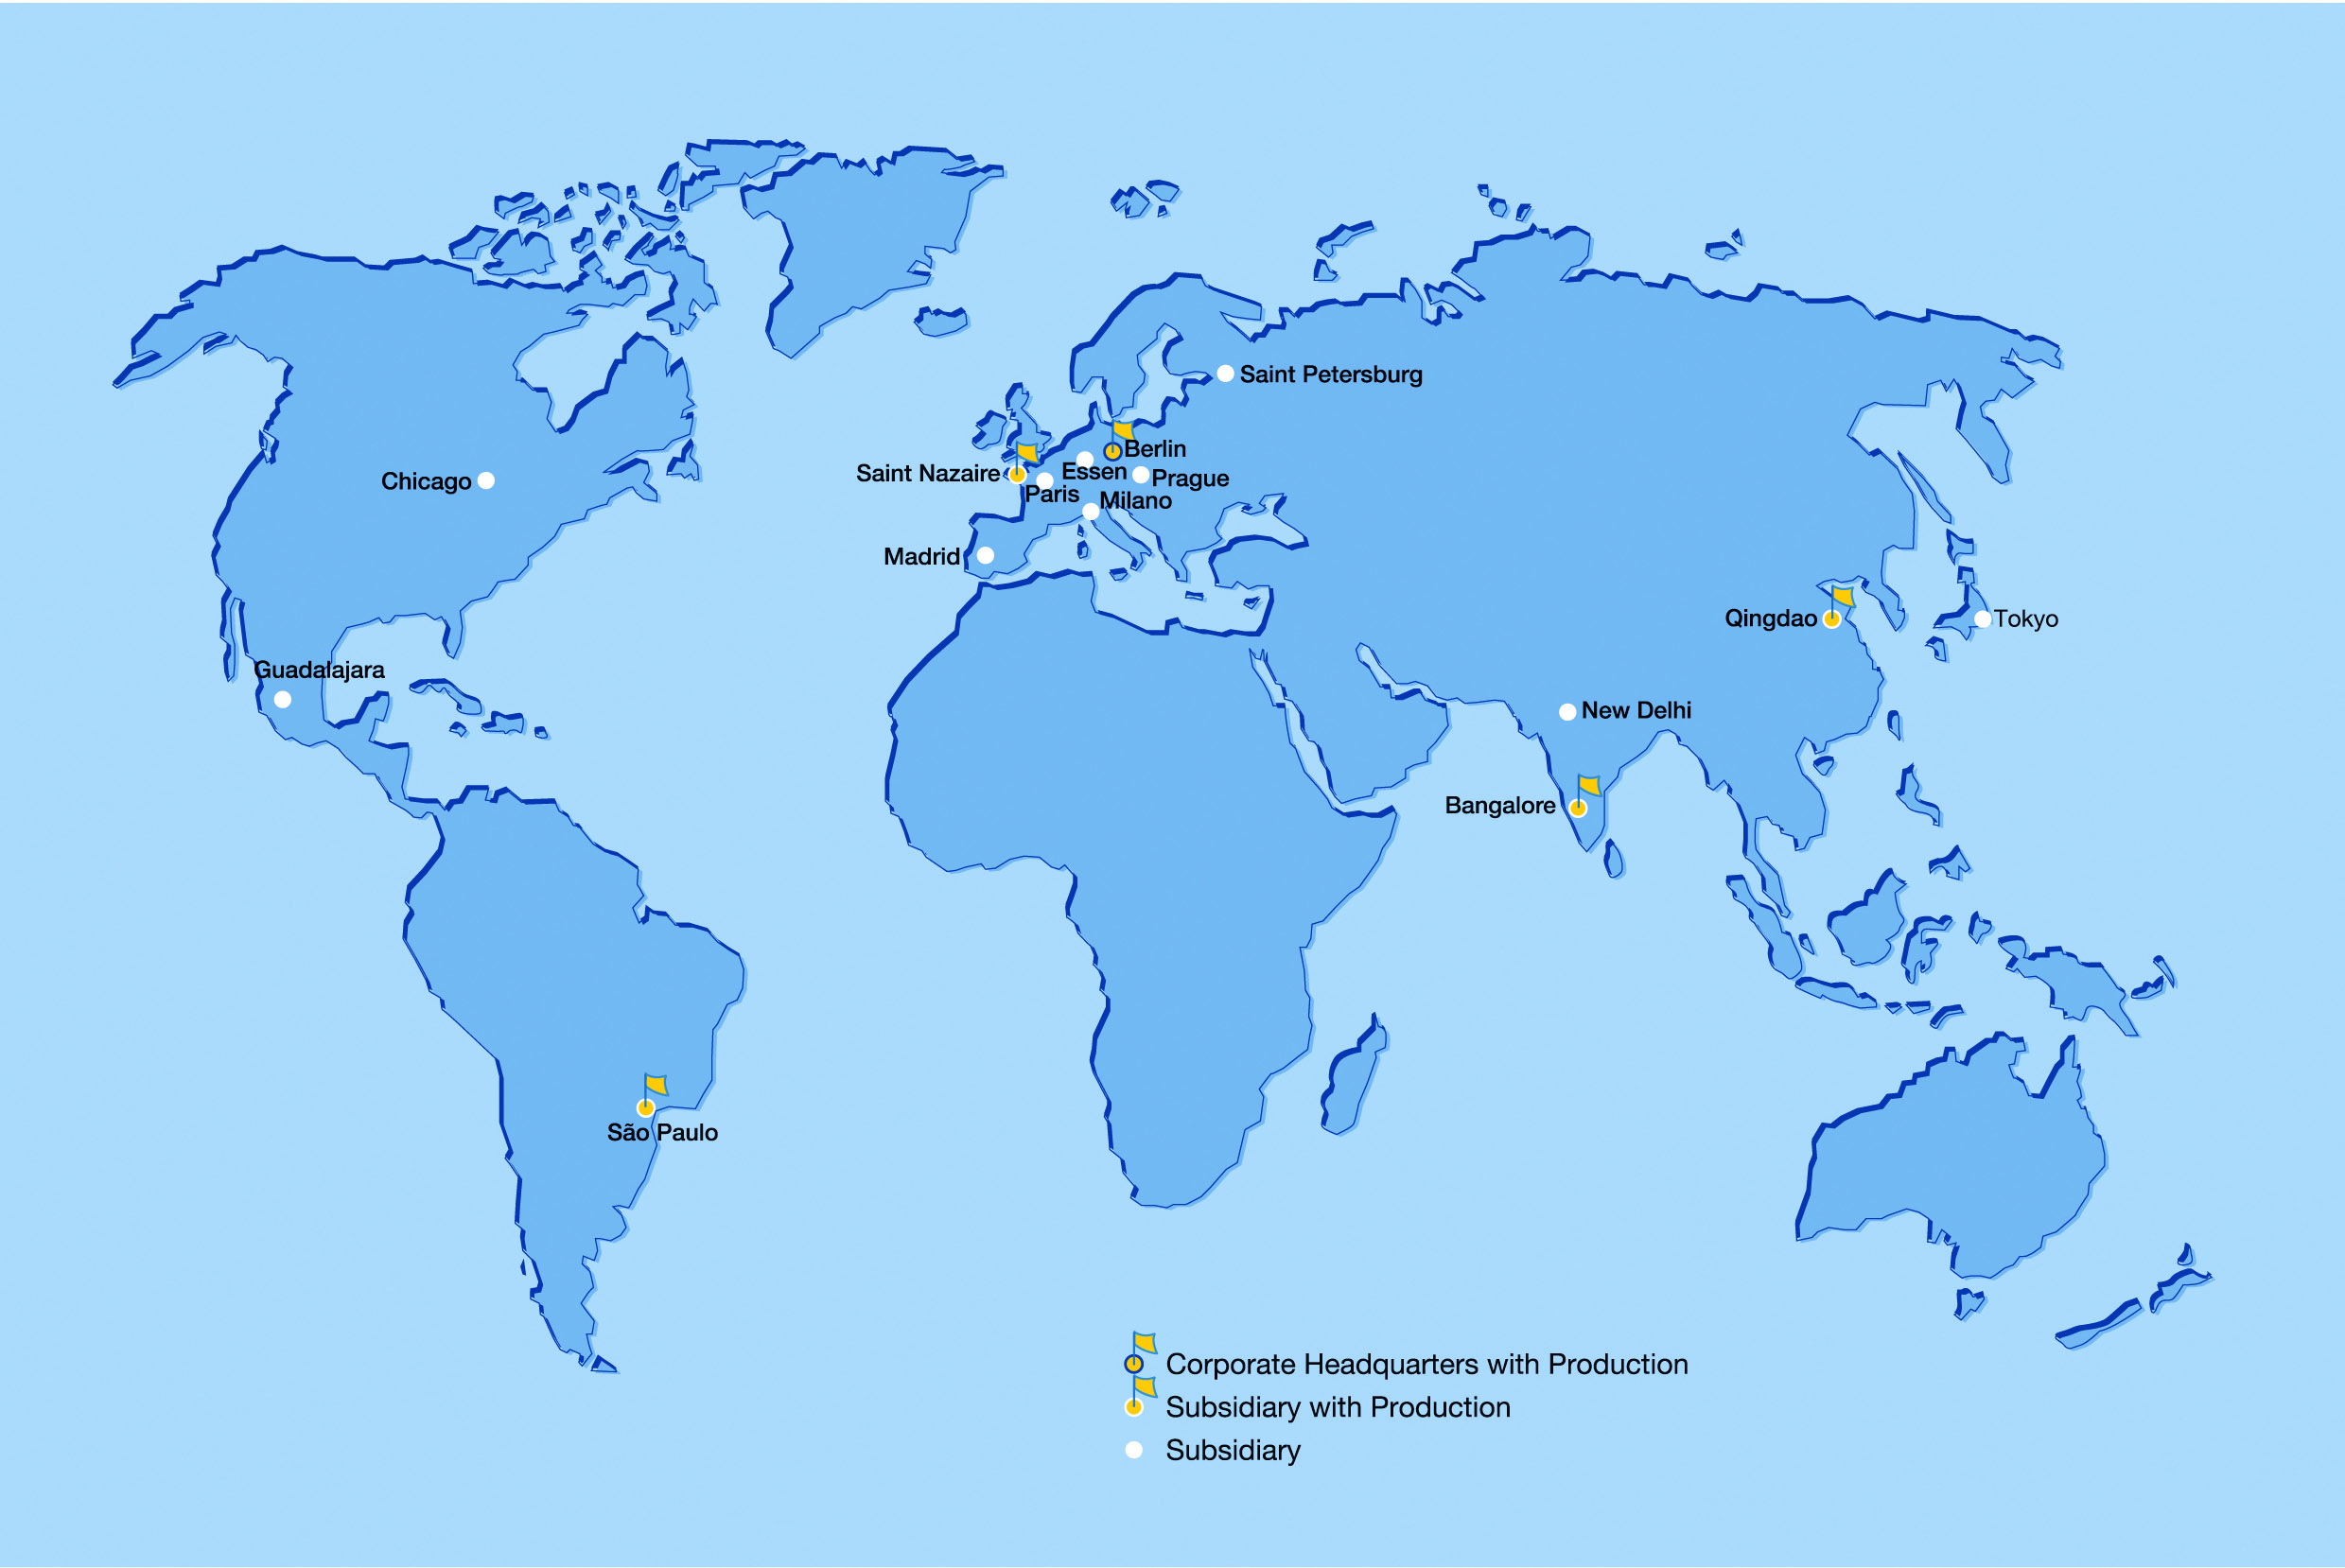 Saint Petersburg
Berlin
Saint Nazaire
Essen
Prague
Chicago
Paris
Milano
Madrid
Qingdao
Tokyo
Guadalajara
New Delhi
Bangalore
São Paulo
Corporate Headquarters with Production
Subsidiary with Production
Subsidiary